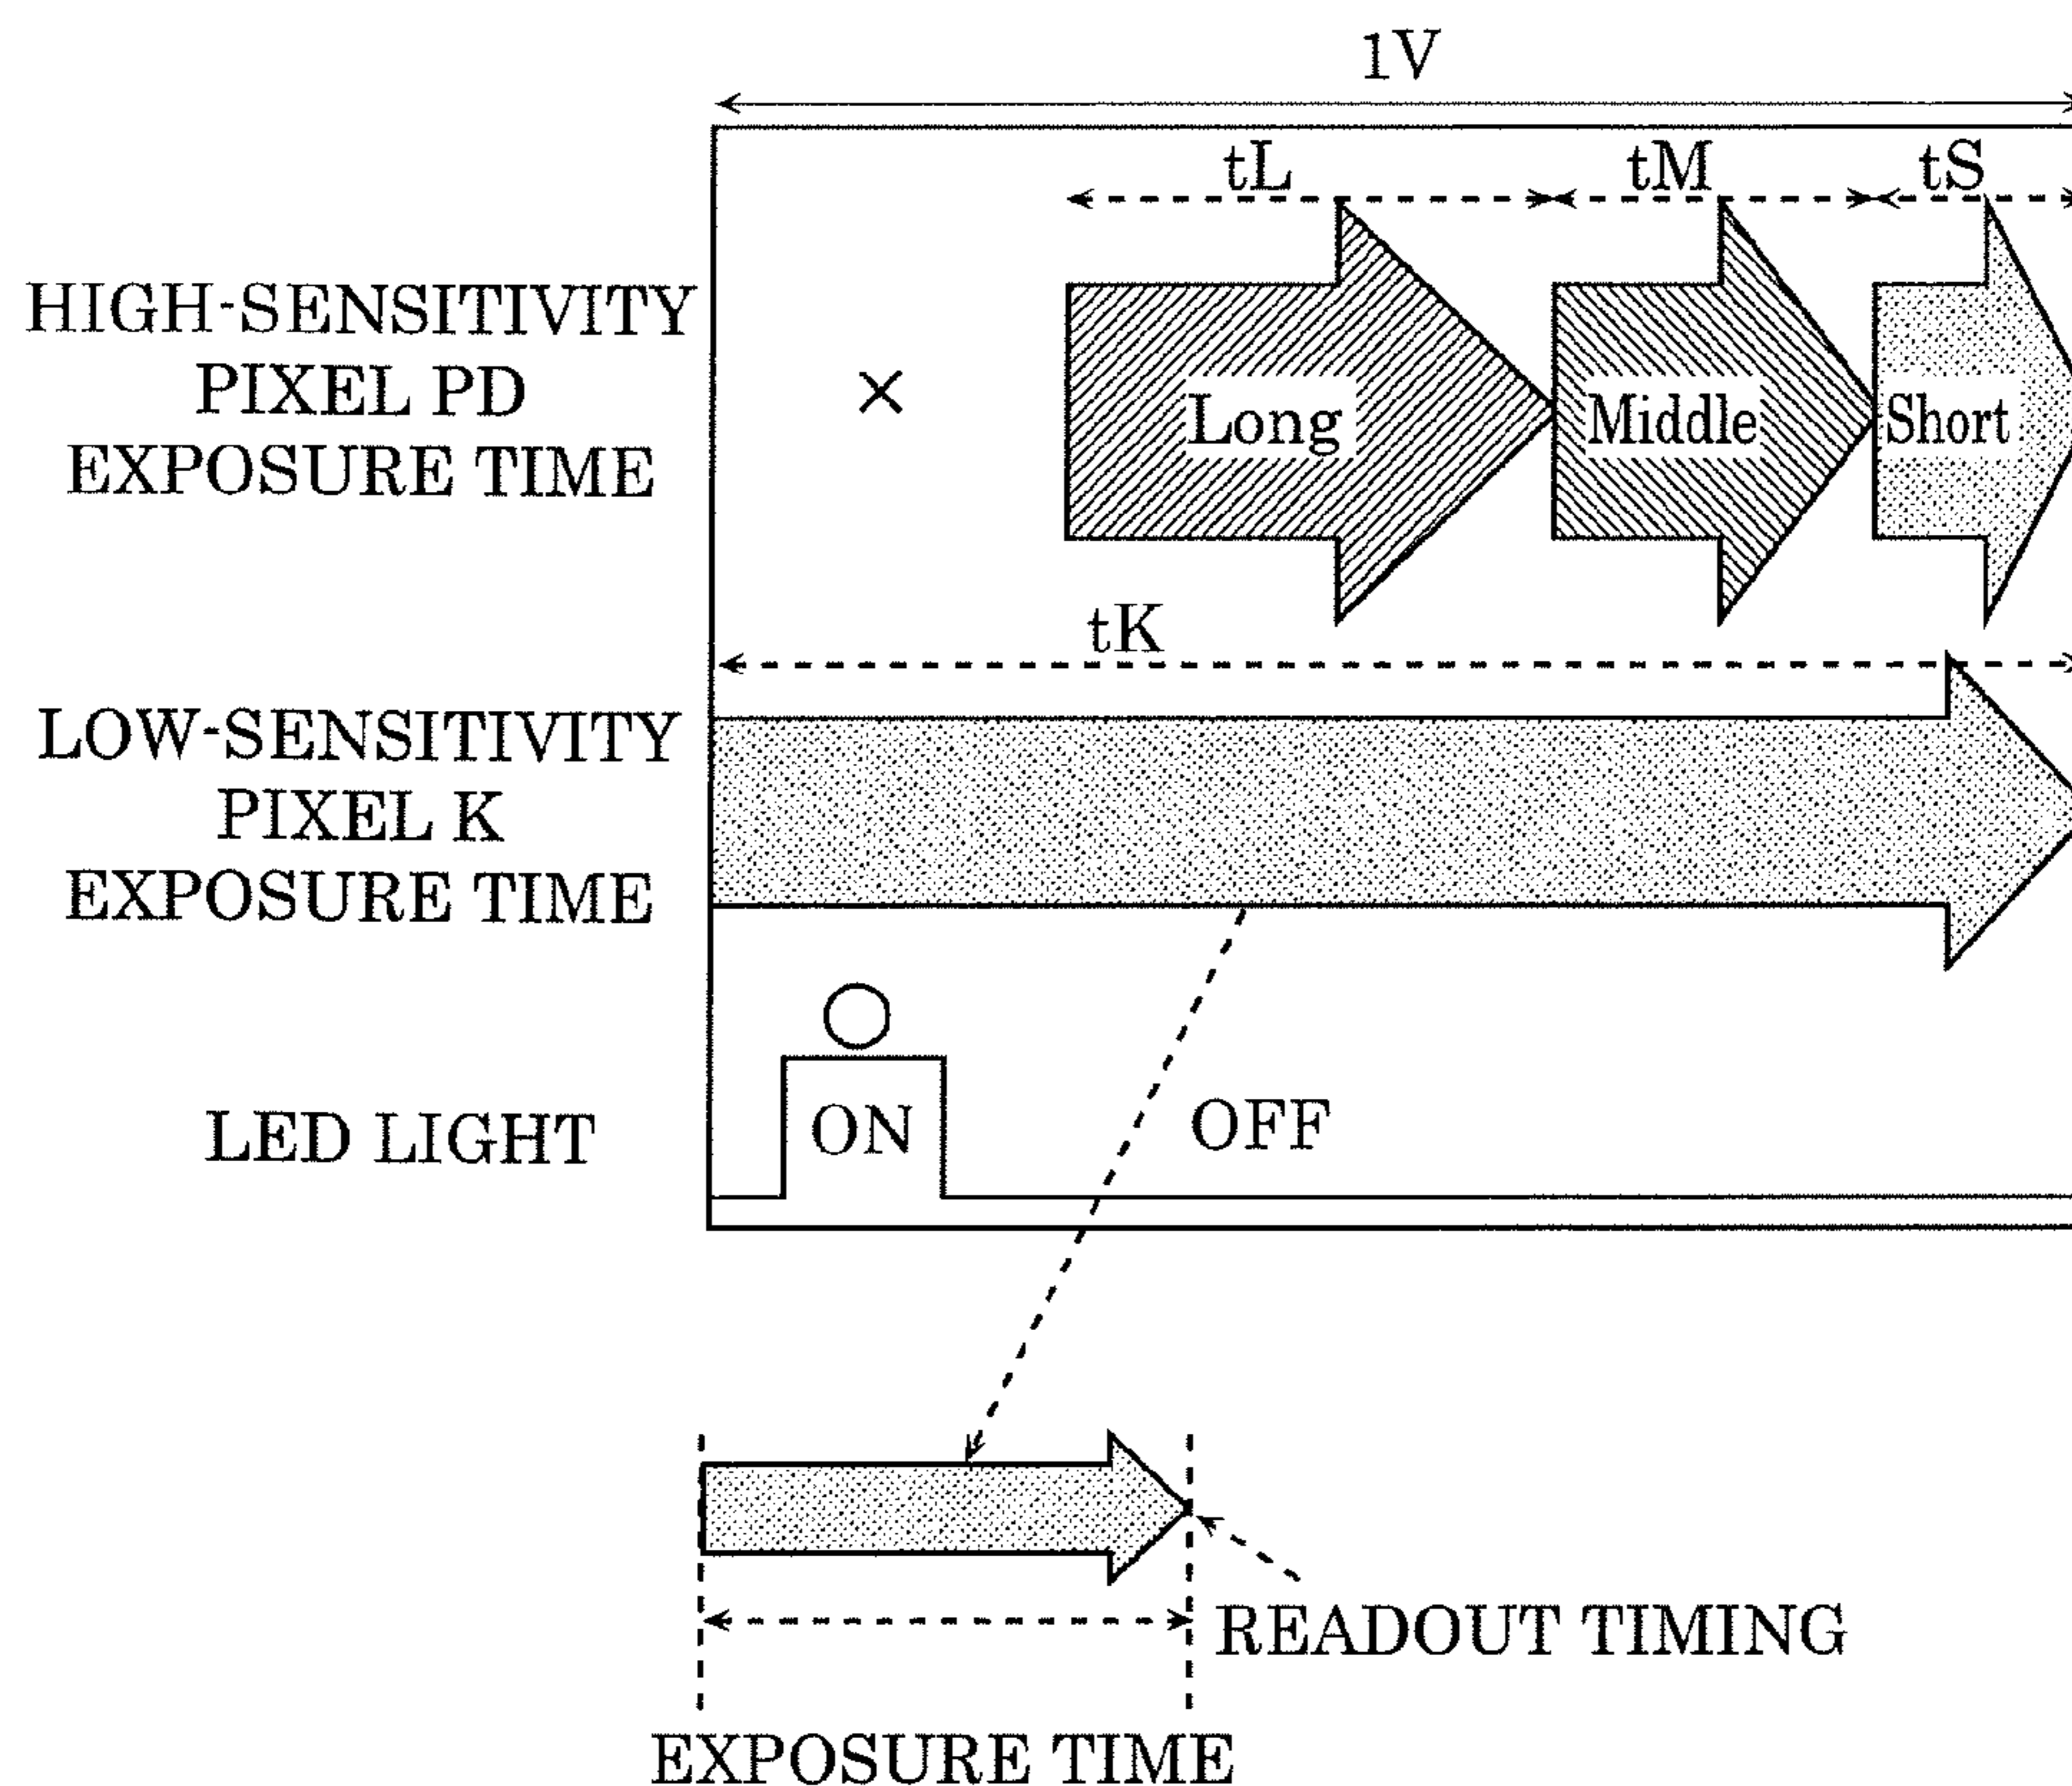 1V
tL
tM
tS
HIGH-SENSITIVITY
PIXEL PD
EXPOSURE TIME
×
Long
Middle
Short
tK
LOW-SENSITIVITY
PIXEL K
EXPOSURE TIME
LED LIGHT
ON
OFF
READOUT TIMING
EXPOSURE TIME